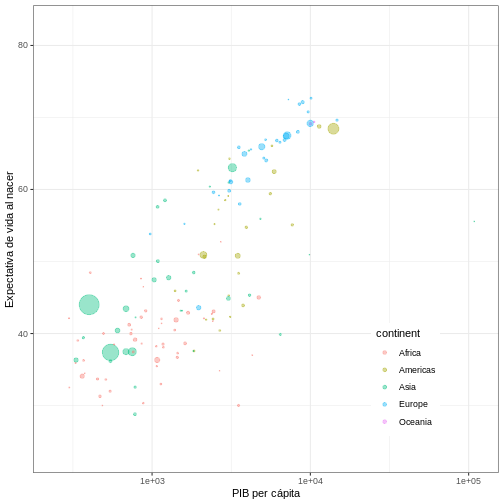 80
60
40
Expectativa de vida al nacer
continent
Africa
Americas
Asia
Europe
Oceania
1e+03
1e+04
1e+05
PIB per cápita